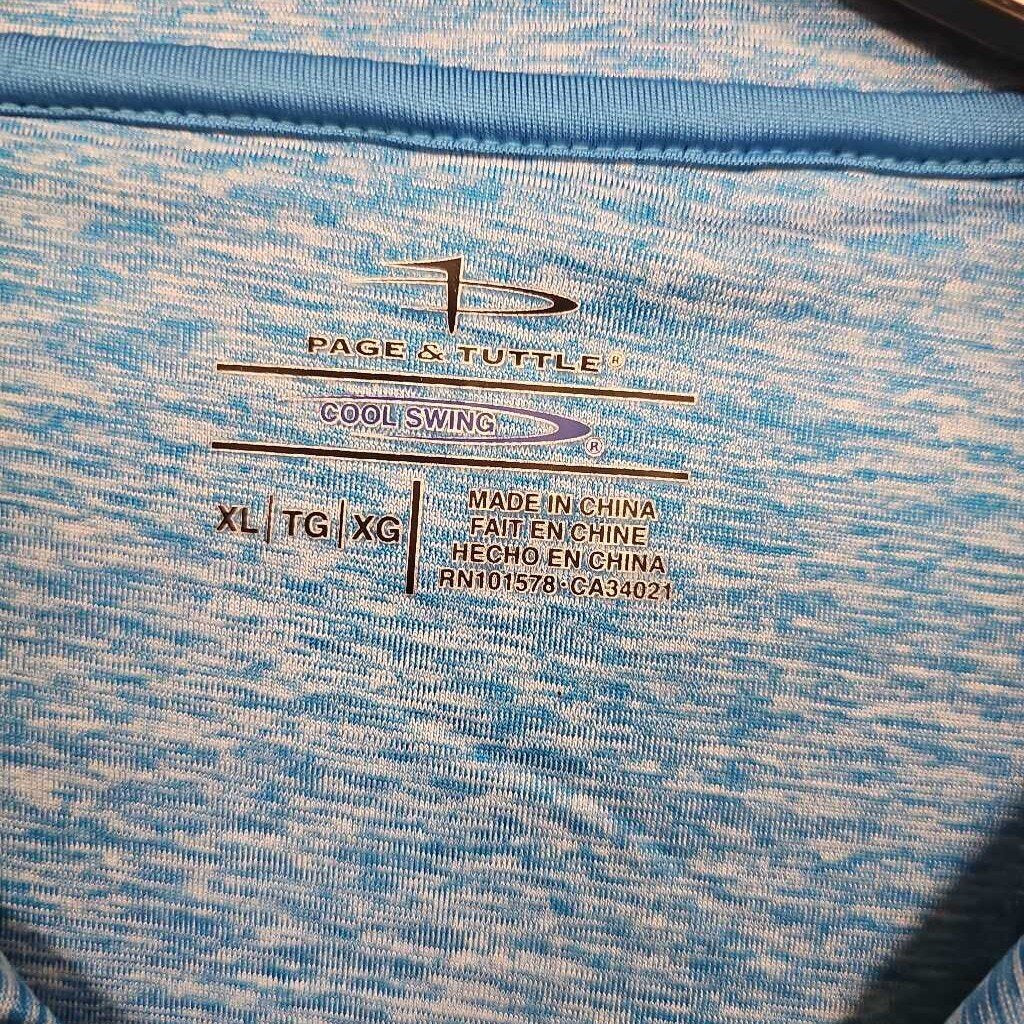 PAGE & TUTTLE®
COOL SWING®
XL|TG|XG
MADE IN CHINA
FAIT EN CHINE
HECHO EN CHINA
RN101578·CA34021